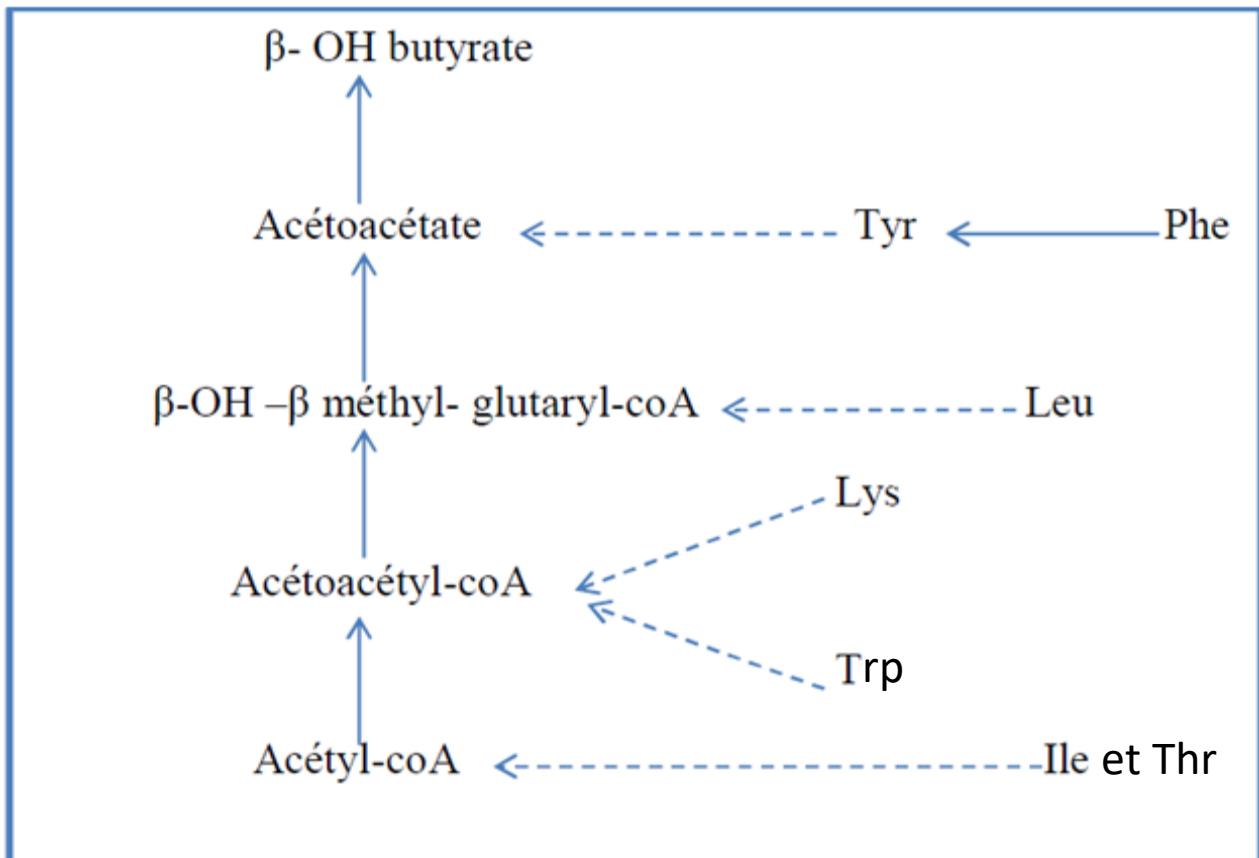 β- OH butyrate
Acétoacétate Tyr Phe
β-OH –β méthyl- glutaryl-coA Leu
Lys
Acétoacétyl-coA
Trp
Acétyl-coA Ile et Thr